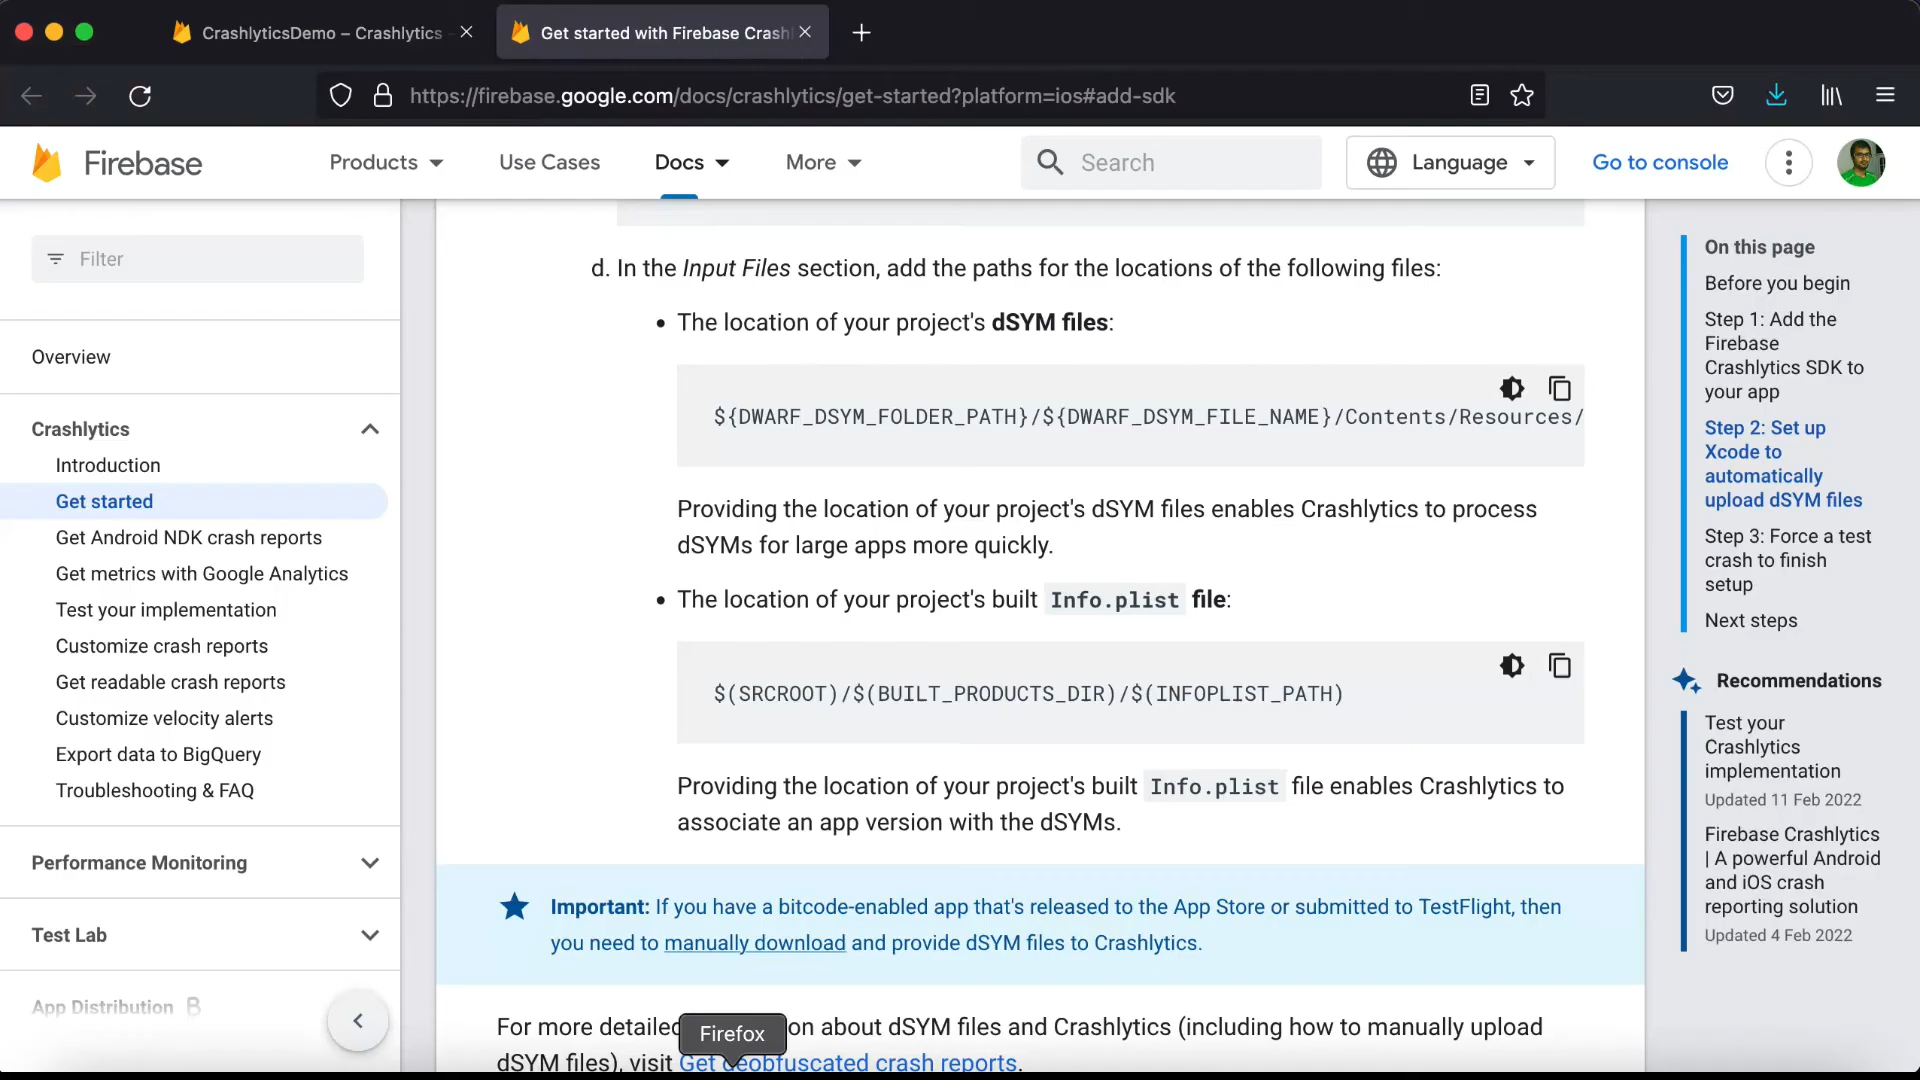 CrashlyticsDemo – Crashlytics
Get started with Firebase Crash
https://firebase.google.com/docs/crashlytics/get-started?platform=ios#add-sdk
Firebase
Products
Use Cases
Docs
More
Search
Language
Go to console
Filter
Overview
Crashlytics
Introduction
Get started
Get Android NDK crash reports
Get metrics with Google Analytics
Test your implementation
Customize crash reports
Get readable crash reports
Customize velocity alerts
Export data to BigQuery
Troubleshooting & FAQ
Performance Monitoring
Test Lab
App Distribution B
d. In the Input Files section, add the paths for the locations of the following files:
• The location of your project's dSYM files:
${DWARF_DSYM_FOLDER_PATH}/${DWARF_DSYM_FILE_NAME}/Contents/Resources/
Providing the location of your project's dSYM files enables Crashlytics to process
dSYMs for large apps more quickly.
• The location of your project's built Info.plist file:
$(SRCROOT)/$(BUILT_PRODUCTS_DIR)/$(INFOPLIST_PATH)
Providing the location of your project's built Info.plist file enables Crashlytics to
associate an app version with the dSYMs.
Important: If you have a bitcode-enabled app that's released to the App Store or submitted to TestFlight, then
you need to manually download and provide dSYM files to Crashlytics.
For more detailed on about dSYM files and Crashlytics (including how to manually upload
Firefox
dSYM files), visit Get deobfuscated crash reports.
On this page
Before you begin
Step 1: Add the
Firebase
Crashlytics SDK to
your app
Step 2: Set up
Xcode to
automatically
upload dSYM files
Step 3: Force a test
crash to finish
setup
Next steps
Recommendations
Test your
Crashlytics
implementation
Updated 11 Feb 2022
Firebase Crashlytics
| A powerful Android
and iOS crash
reporting solution
Updated 4 Feb 2022